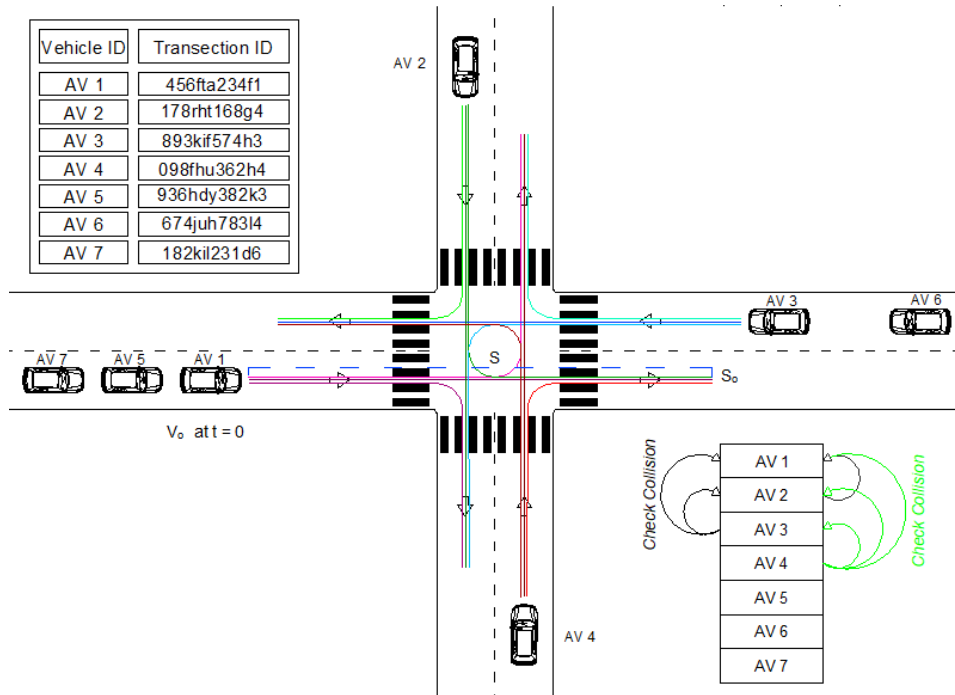 Vehicle ID Transection ID
AV 1 456fta234f1
AV 2 178rht168g4
AV 3 893kif574h3
AV 4 098fhu362h4
AV 5 936hdy382k3
AV 6 674juh783l4
AV 7 182kil231d6
AV 2
AV 3 AV 6
AV 7 AV 5 AV 1
S
S₀
V₀ at t = 0
AV 4
Check Collision
AV 1
AV 2
AV 3
AV 4
AV 5
AV 6
AV 7
Check Collision